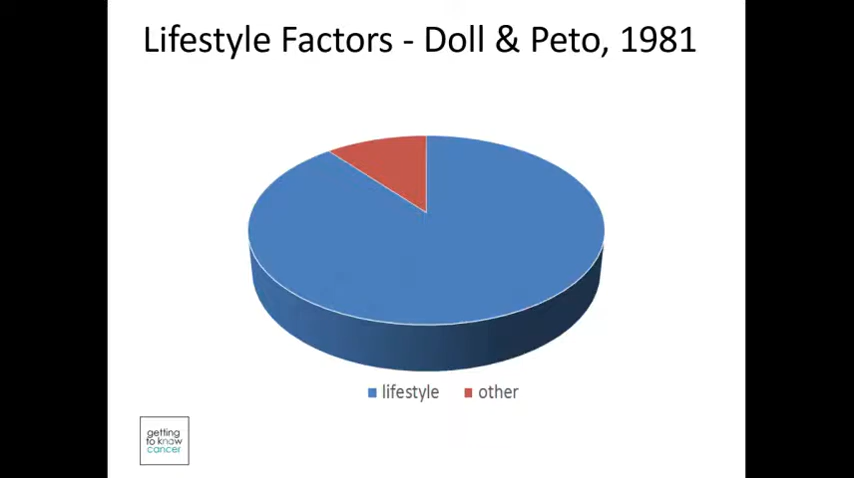 Lifestyle Factors - Doll & Peto, 1981
lifestyle other
getting
to know
cancer